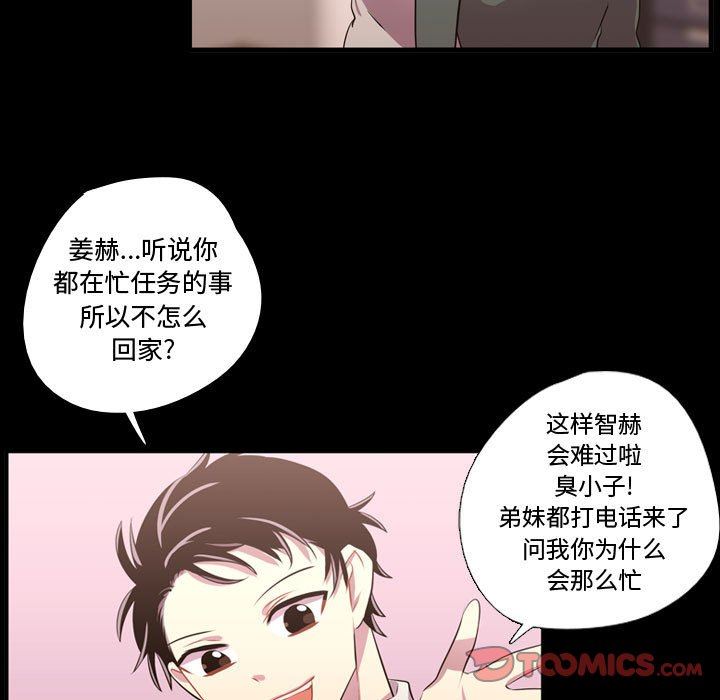 姜赫...听说你
都在忙任务的事
所以不怎么
回家?
这样智赫
会难过啦
臭小子!
弟妹都打电话来了
问我你为什么
会那么忙
TOOMICS.COM